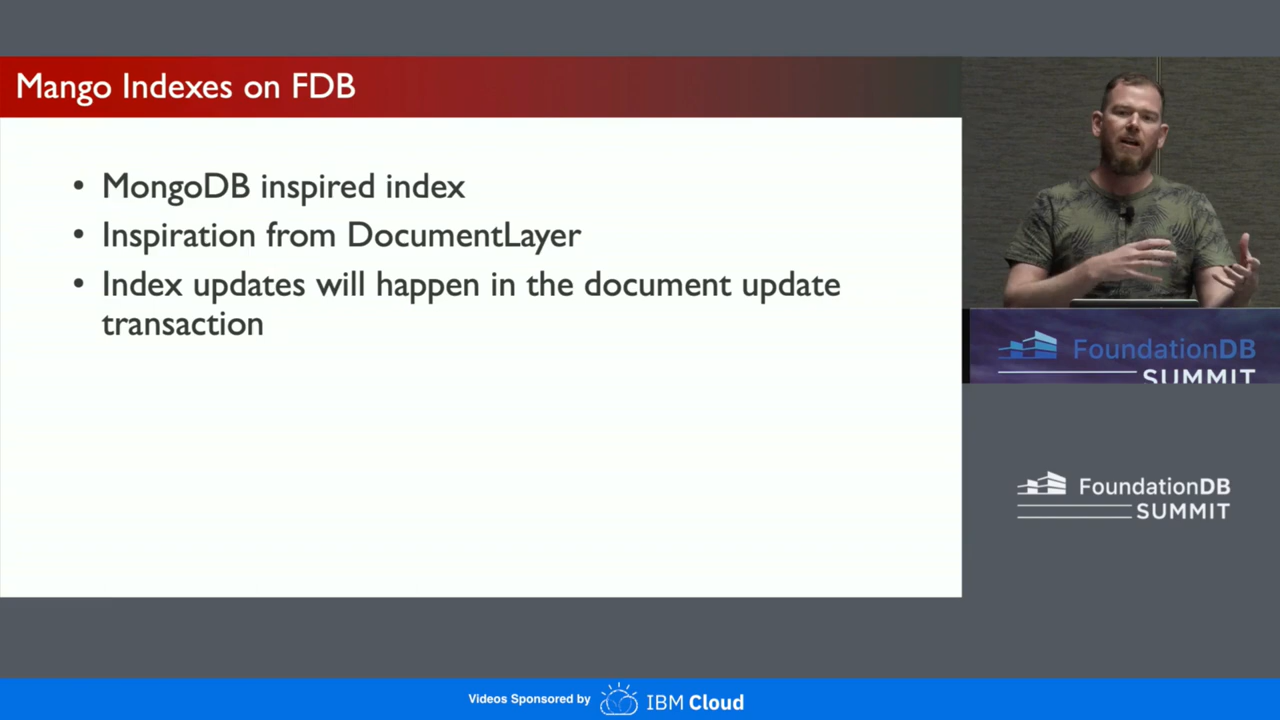 Mango Indexes on FDB
• MongoDB inspired index
• Inspiration from DocumentLayer
• Index updates will happen in the document update
transaction
FoundationDB
SUMMIT
FoundationDB
SUMMIT
Videos Sponsored by IBM Cloud